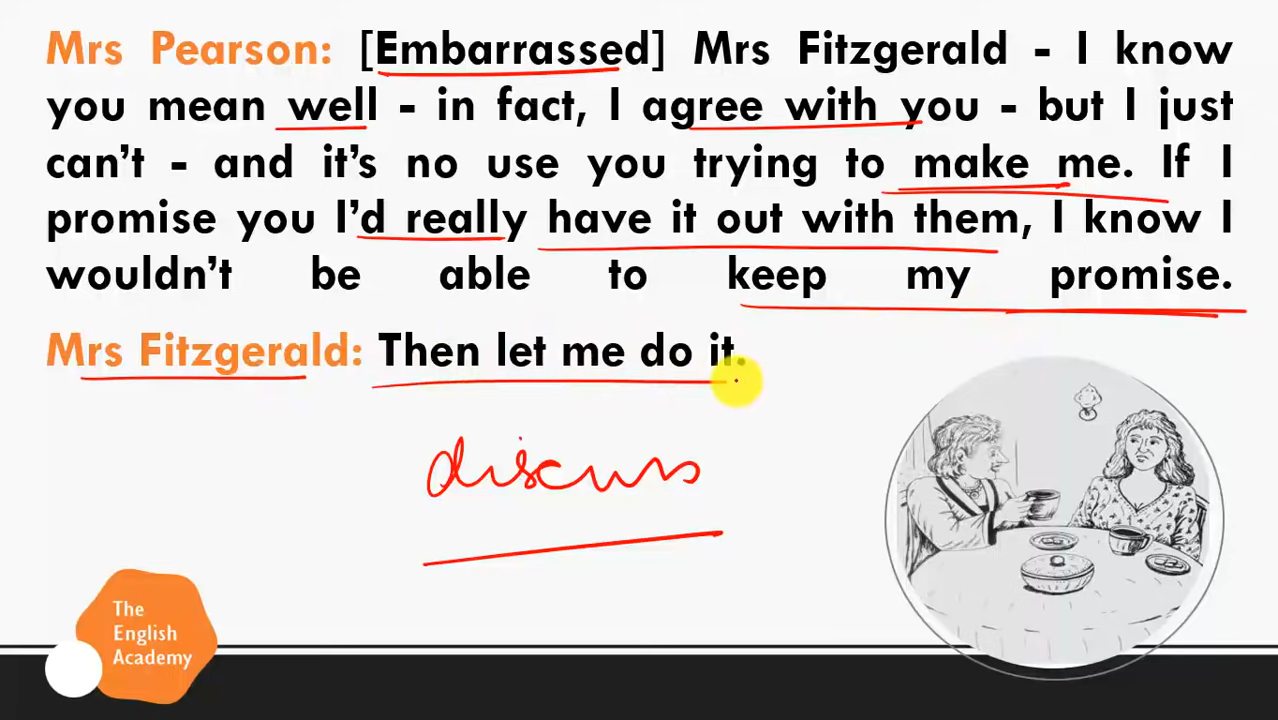 Mrs Pearson: [Embarrassed] Mrs Fitzgerald - I know
you mean well - in fact, I agree with you - but I just
can't - and it's no use you trying to make me. If I
promise you I'd really have it out with them, I know I
wouldn't be able to keep my promise.
Mrs Fitzgerald: Then let me do it.
discuss
The
English
Academy